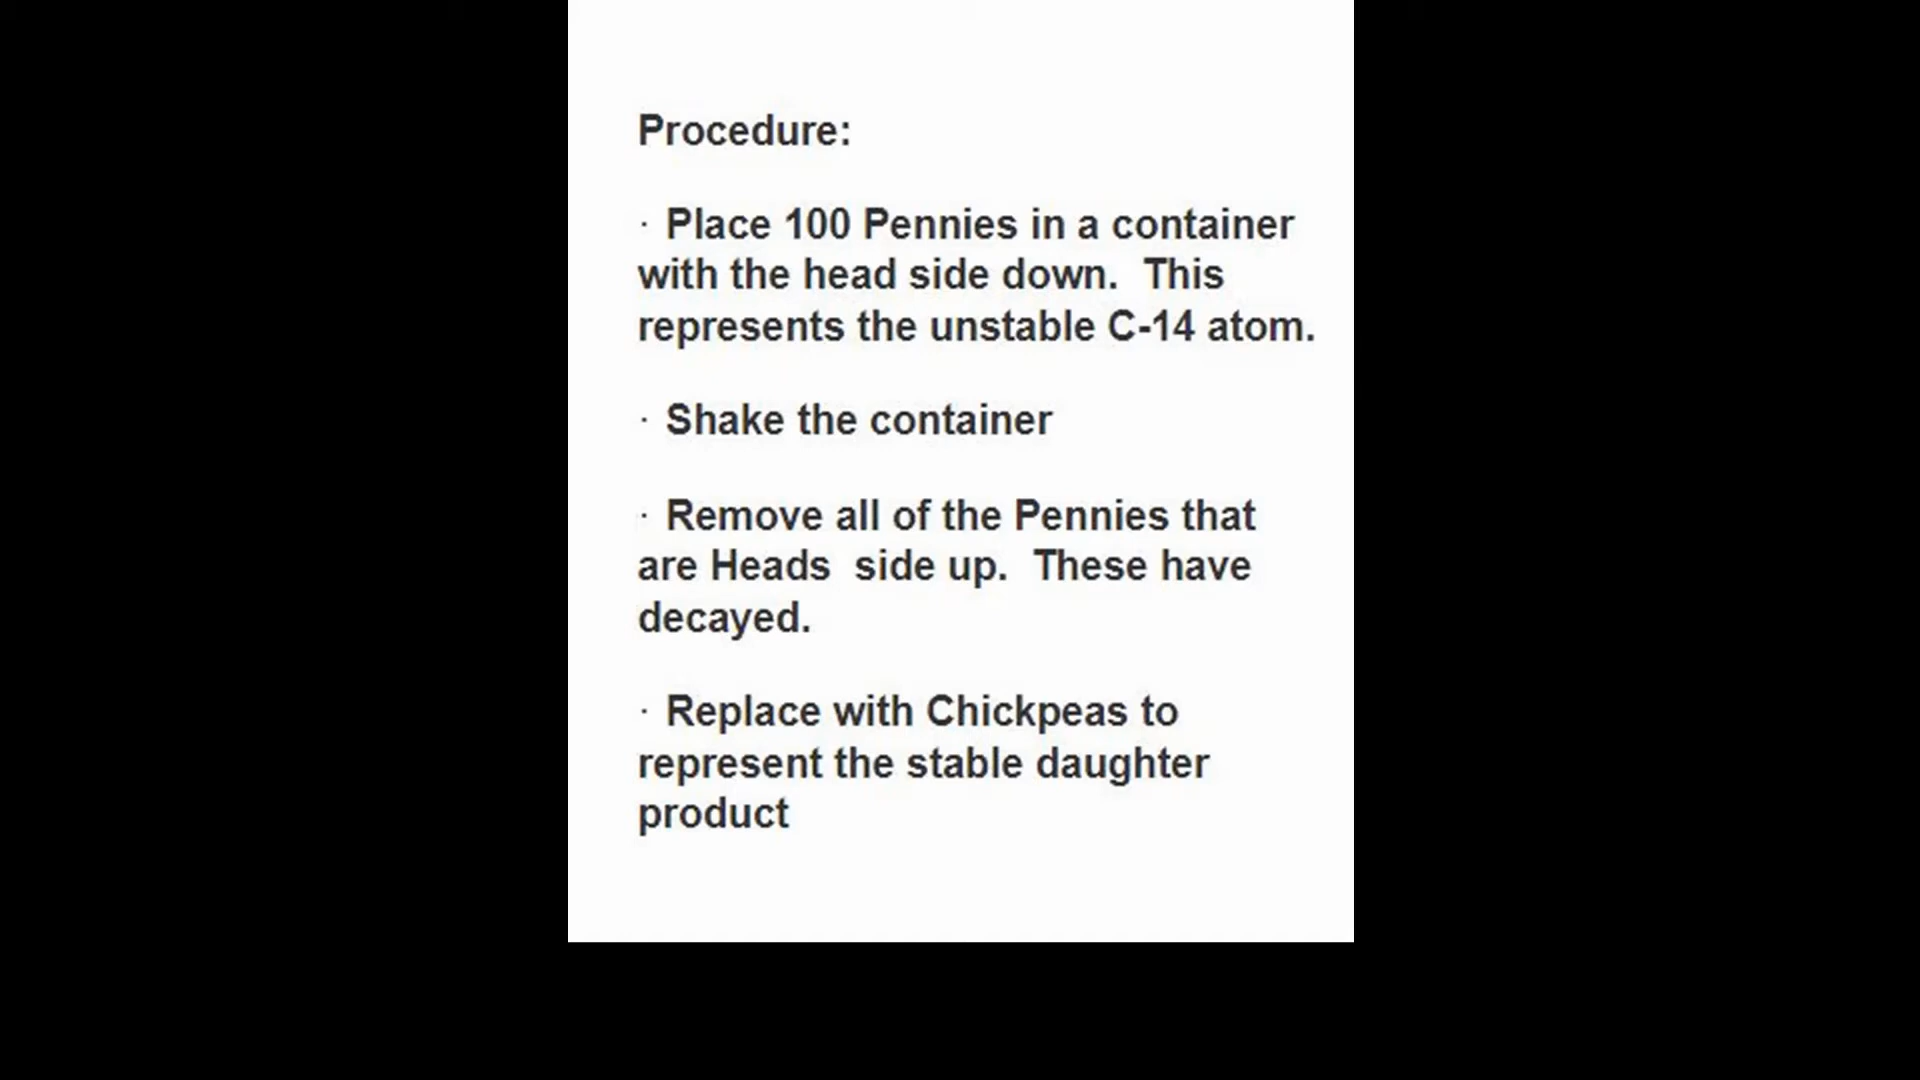 Procedure:
· Place 100 Pennies in a container
with the head side down.  This
represents the unstable C-14 atom.
· Shake the container
· Remove all of the Pennies that
are Heads  side up.  These have
decayed.
· Replace with Chickpeas to
represent the stable daughter
product